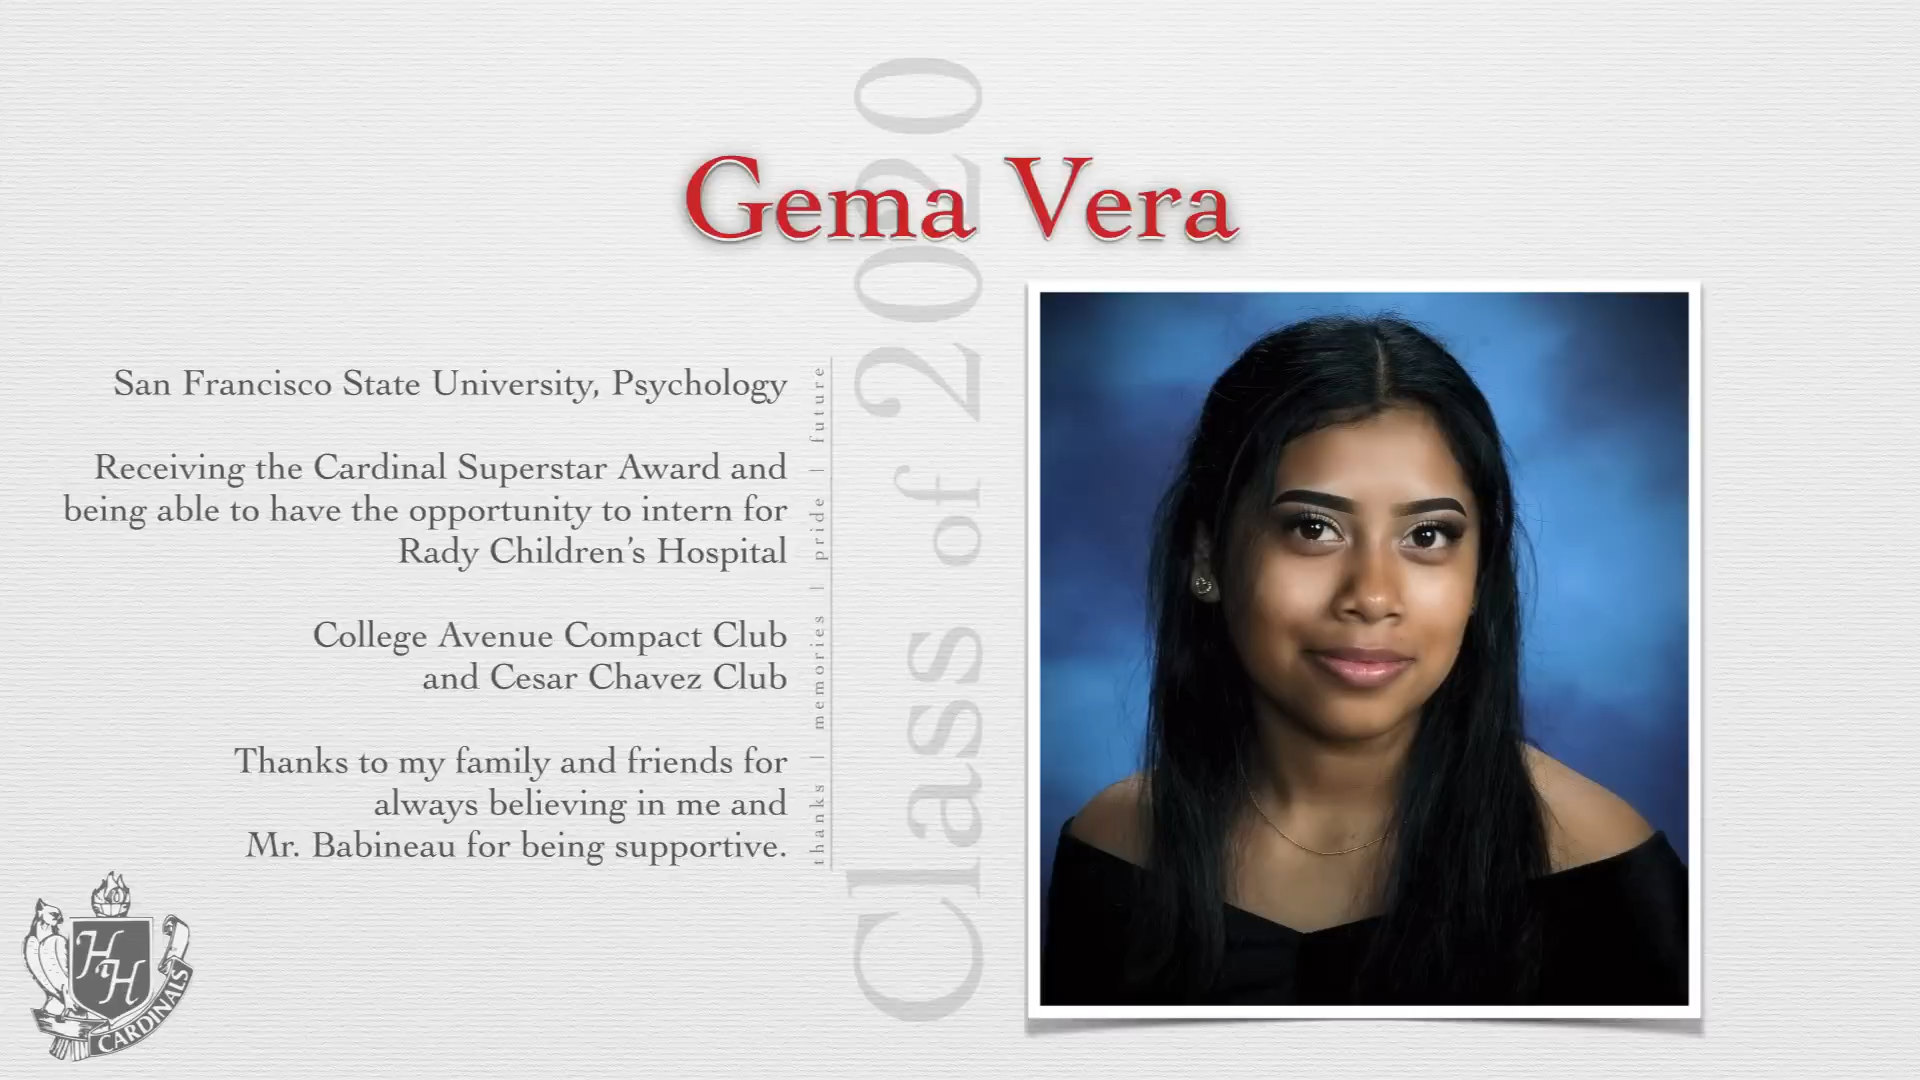 Gema Vera
San Francisco State University, Psychology
Receiving the Cardinal Superstar Award and
being able to have the opportunity to intern for
Rady Children's Hospital
College Avenue Compact Club
and Cesar Chavez Club
Thanks to my family and friends for
always believing in me and
Mr. Babineau for being supportive.
thanks | memories | pride | future
Class of 2020
HH
CARDINALS